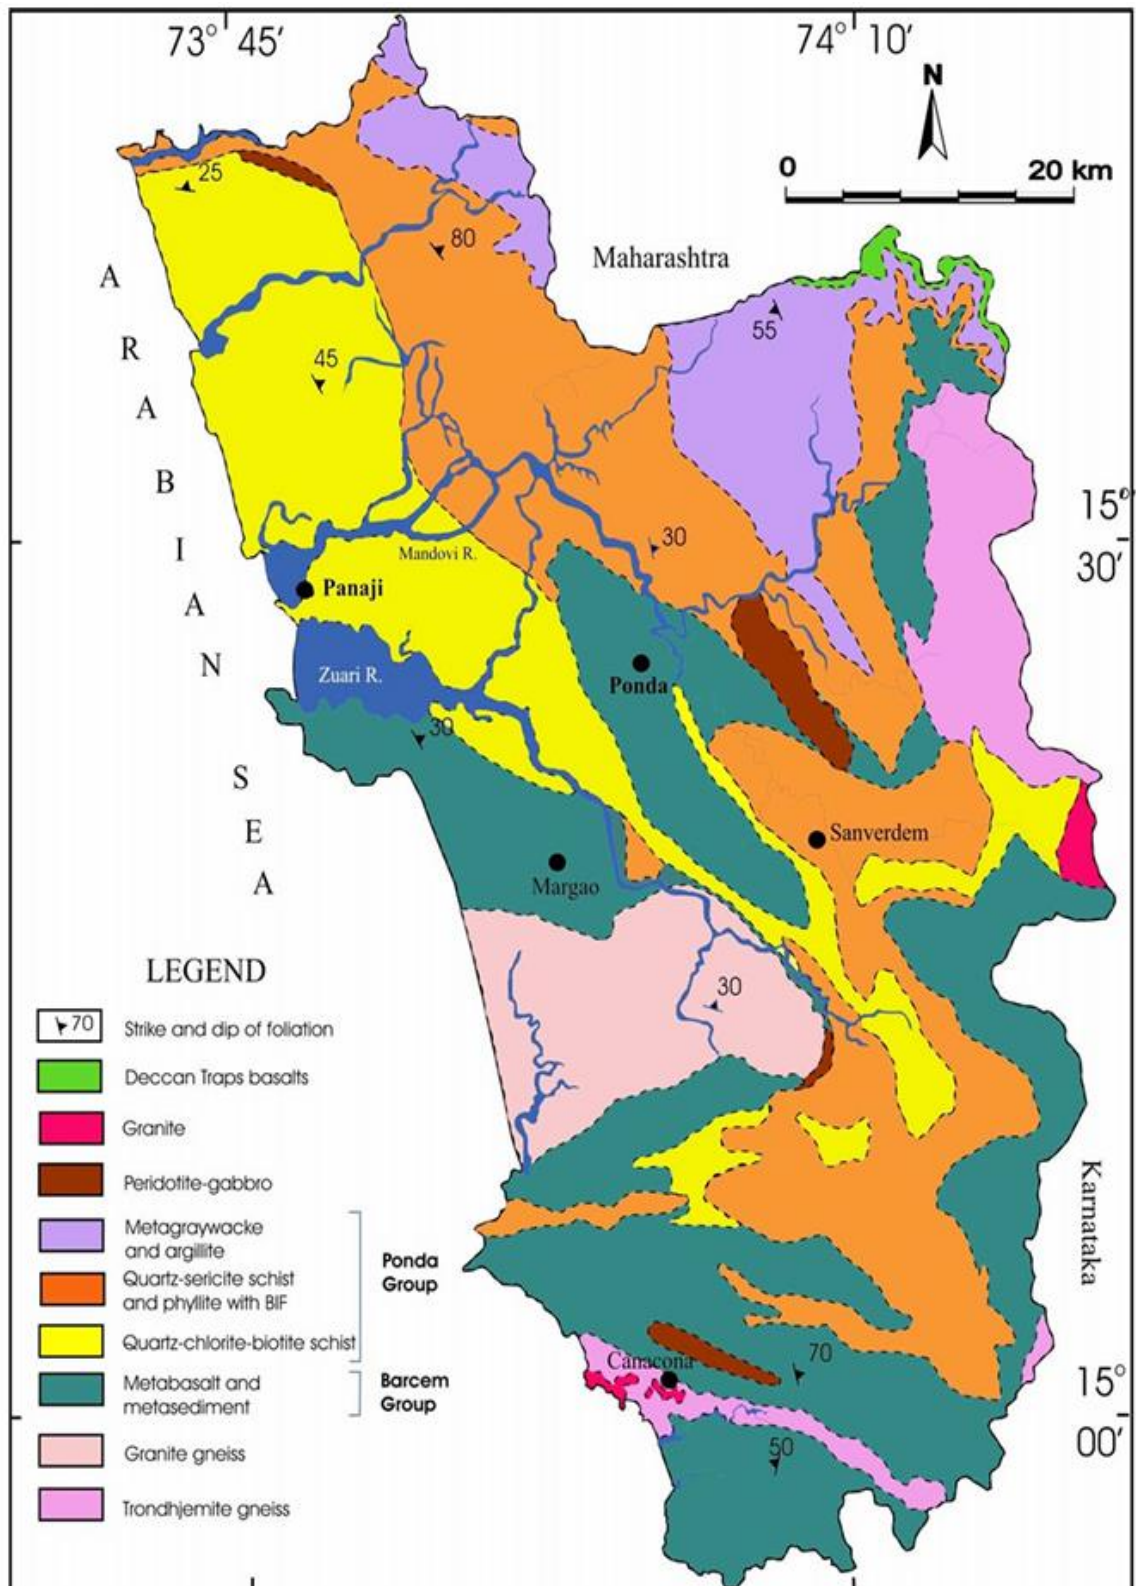 73° 45′
74° 10′
N
0 20 km
25
80
Maharashtra
55
45
A
R
A
B
I
A
N
S
E
A
15°
30′
30
Mandovi R.
Panaji
Zuari R.
Ponda
30
Sanverdem
Margao
30
LEGEND
70 Strike and dip of foliation
Deccan Traps basalts
Granite
Peridotite-gabbro
Metagraywacke
and argillite
Quartz-sericite schist
and phyllite with BIF
Quartz-chlorite-biotite schist
Ponda
Group
Metabasalt and
metasediment
Barcem
Group
Granite gneiss
Trondhjemite gneiss
Karnataka
Canacona
70
50
15°
00′